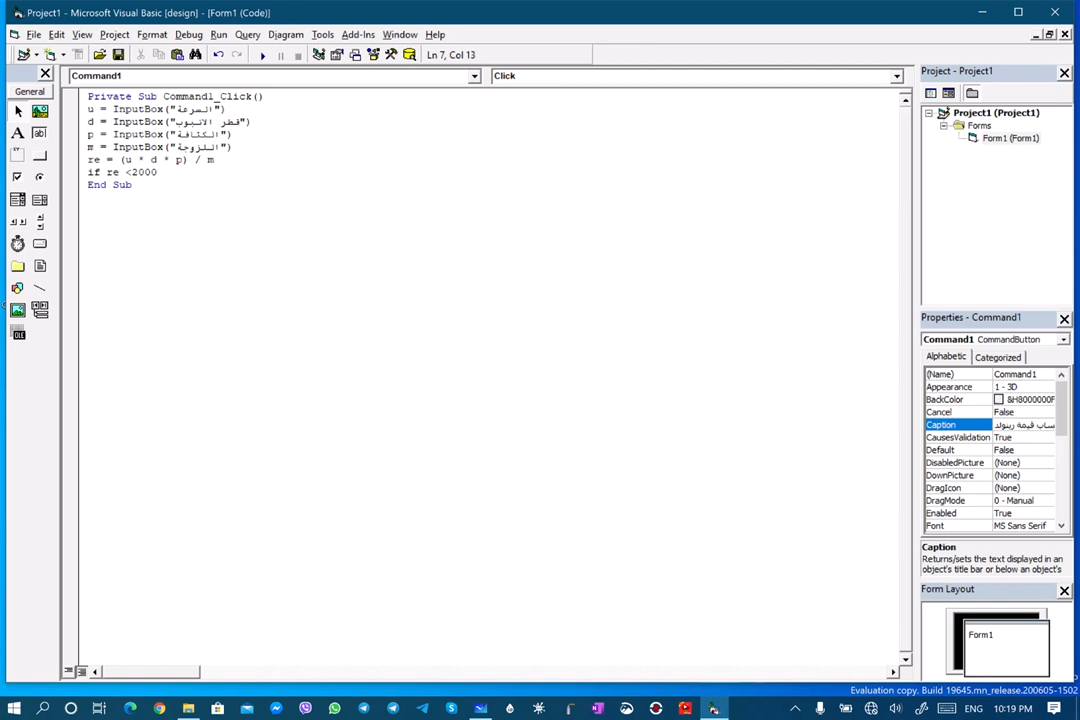 Project1 - Microsoft Visual Basic [design] - [Form1 (Code)]
File Edit View Project Format Debug Run Query Diagram Tools Add-Ins Window Help
Ln 7, Col 13
General
Command1
Click
Private Sub Command1_Click()
u = InputBox("السرعة")
d = InputBox("قطر الانبوب")
p = InputBox("الكثافة")
m = InputBox("اللزوجة")
re = (u * d * p) / m
if re <2000
End Sub
Project - Project1
Project1 (Project1)
Forms
Form1 (Form1)
Properties - Command1
Command1 CommandButton
Alphabetic Categorized
(Name) Command1
Appearance 1 - 3D
BackColor &H8000000F
Cancel False
Caption ساب قيمة رينولد
CausesValidation True
Default False
DisabledPicture (None)
DownPicture (None)
DragIcon (None)
DragMode 0 - Manual
Enabled True
Font MS Sans Serif
Caption
Returns/sets the text displayed in an
object's title bar or below an object's
Form Layout
Form1
Evaluation copy. Build 19645.mn_release.200605-1502
ENG 10:19 PM